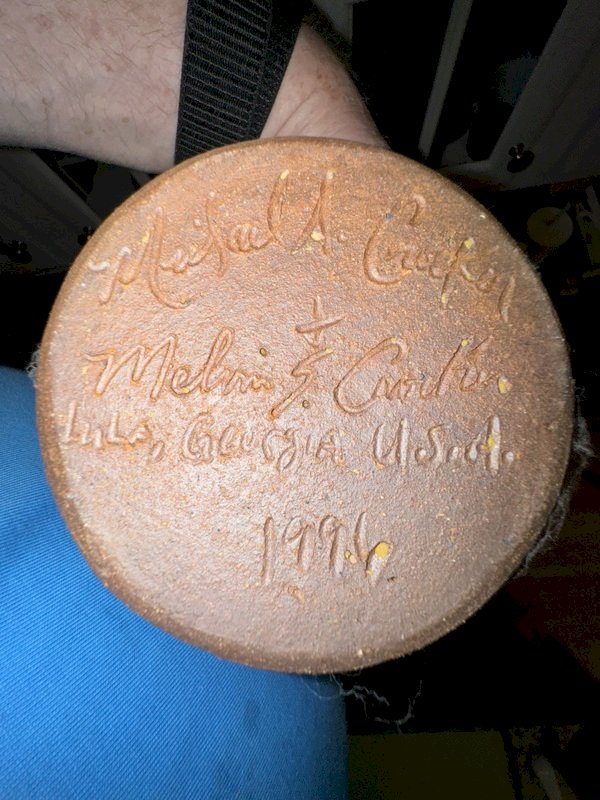 Michael A. Crocker
+
Melvin S Crocker
LuLa, GeorgiA U.S.A.
1996